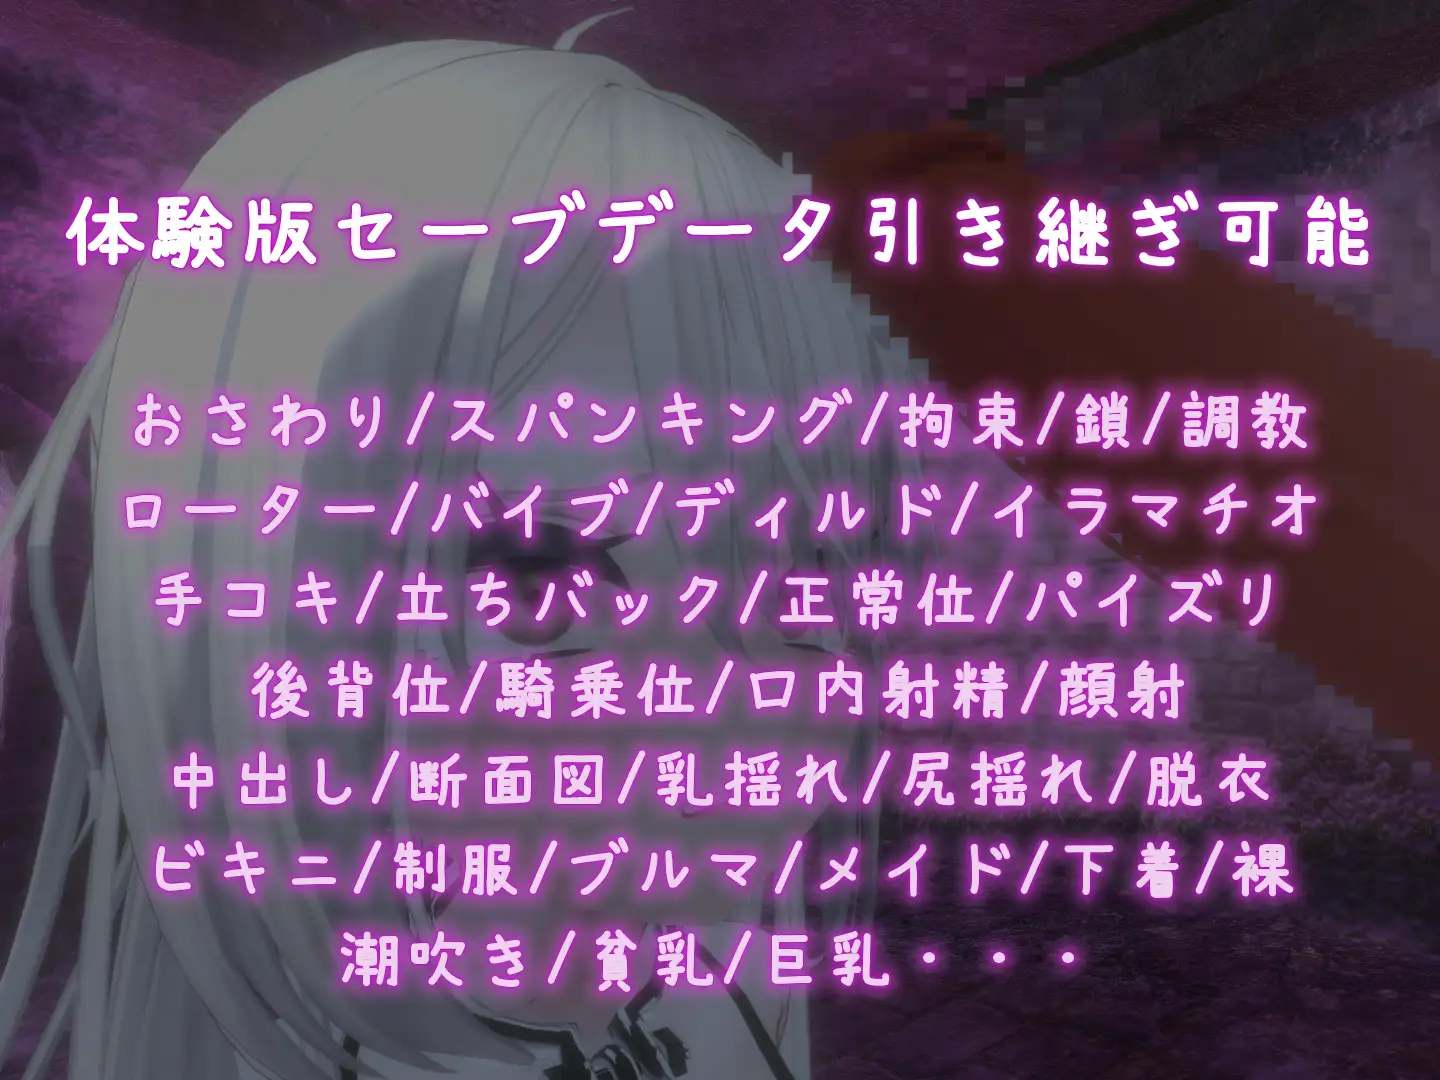 体験版セーブデータ引き継ぎ可能
おさわり/スパンキング/拘束/鎖/調教
ローター/バイブ/ディルド/イラマチオ
手コキ/立ちバック/正常位/パイズリ
後背位/騎乗位/口内射精/顔射
中出し/断面図/乳揺れ/尻揺れ/脱衣
ビキニ/制服/ブルマ/メイド/下着/裸
潮吹き/貧乳/巨乳・・・